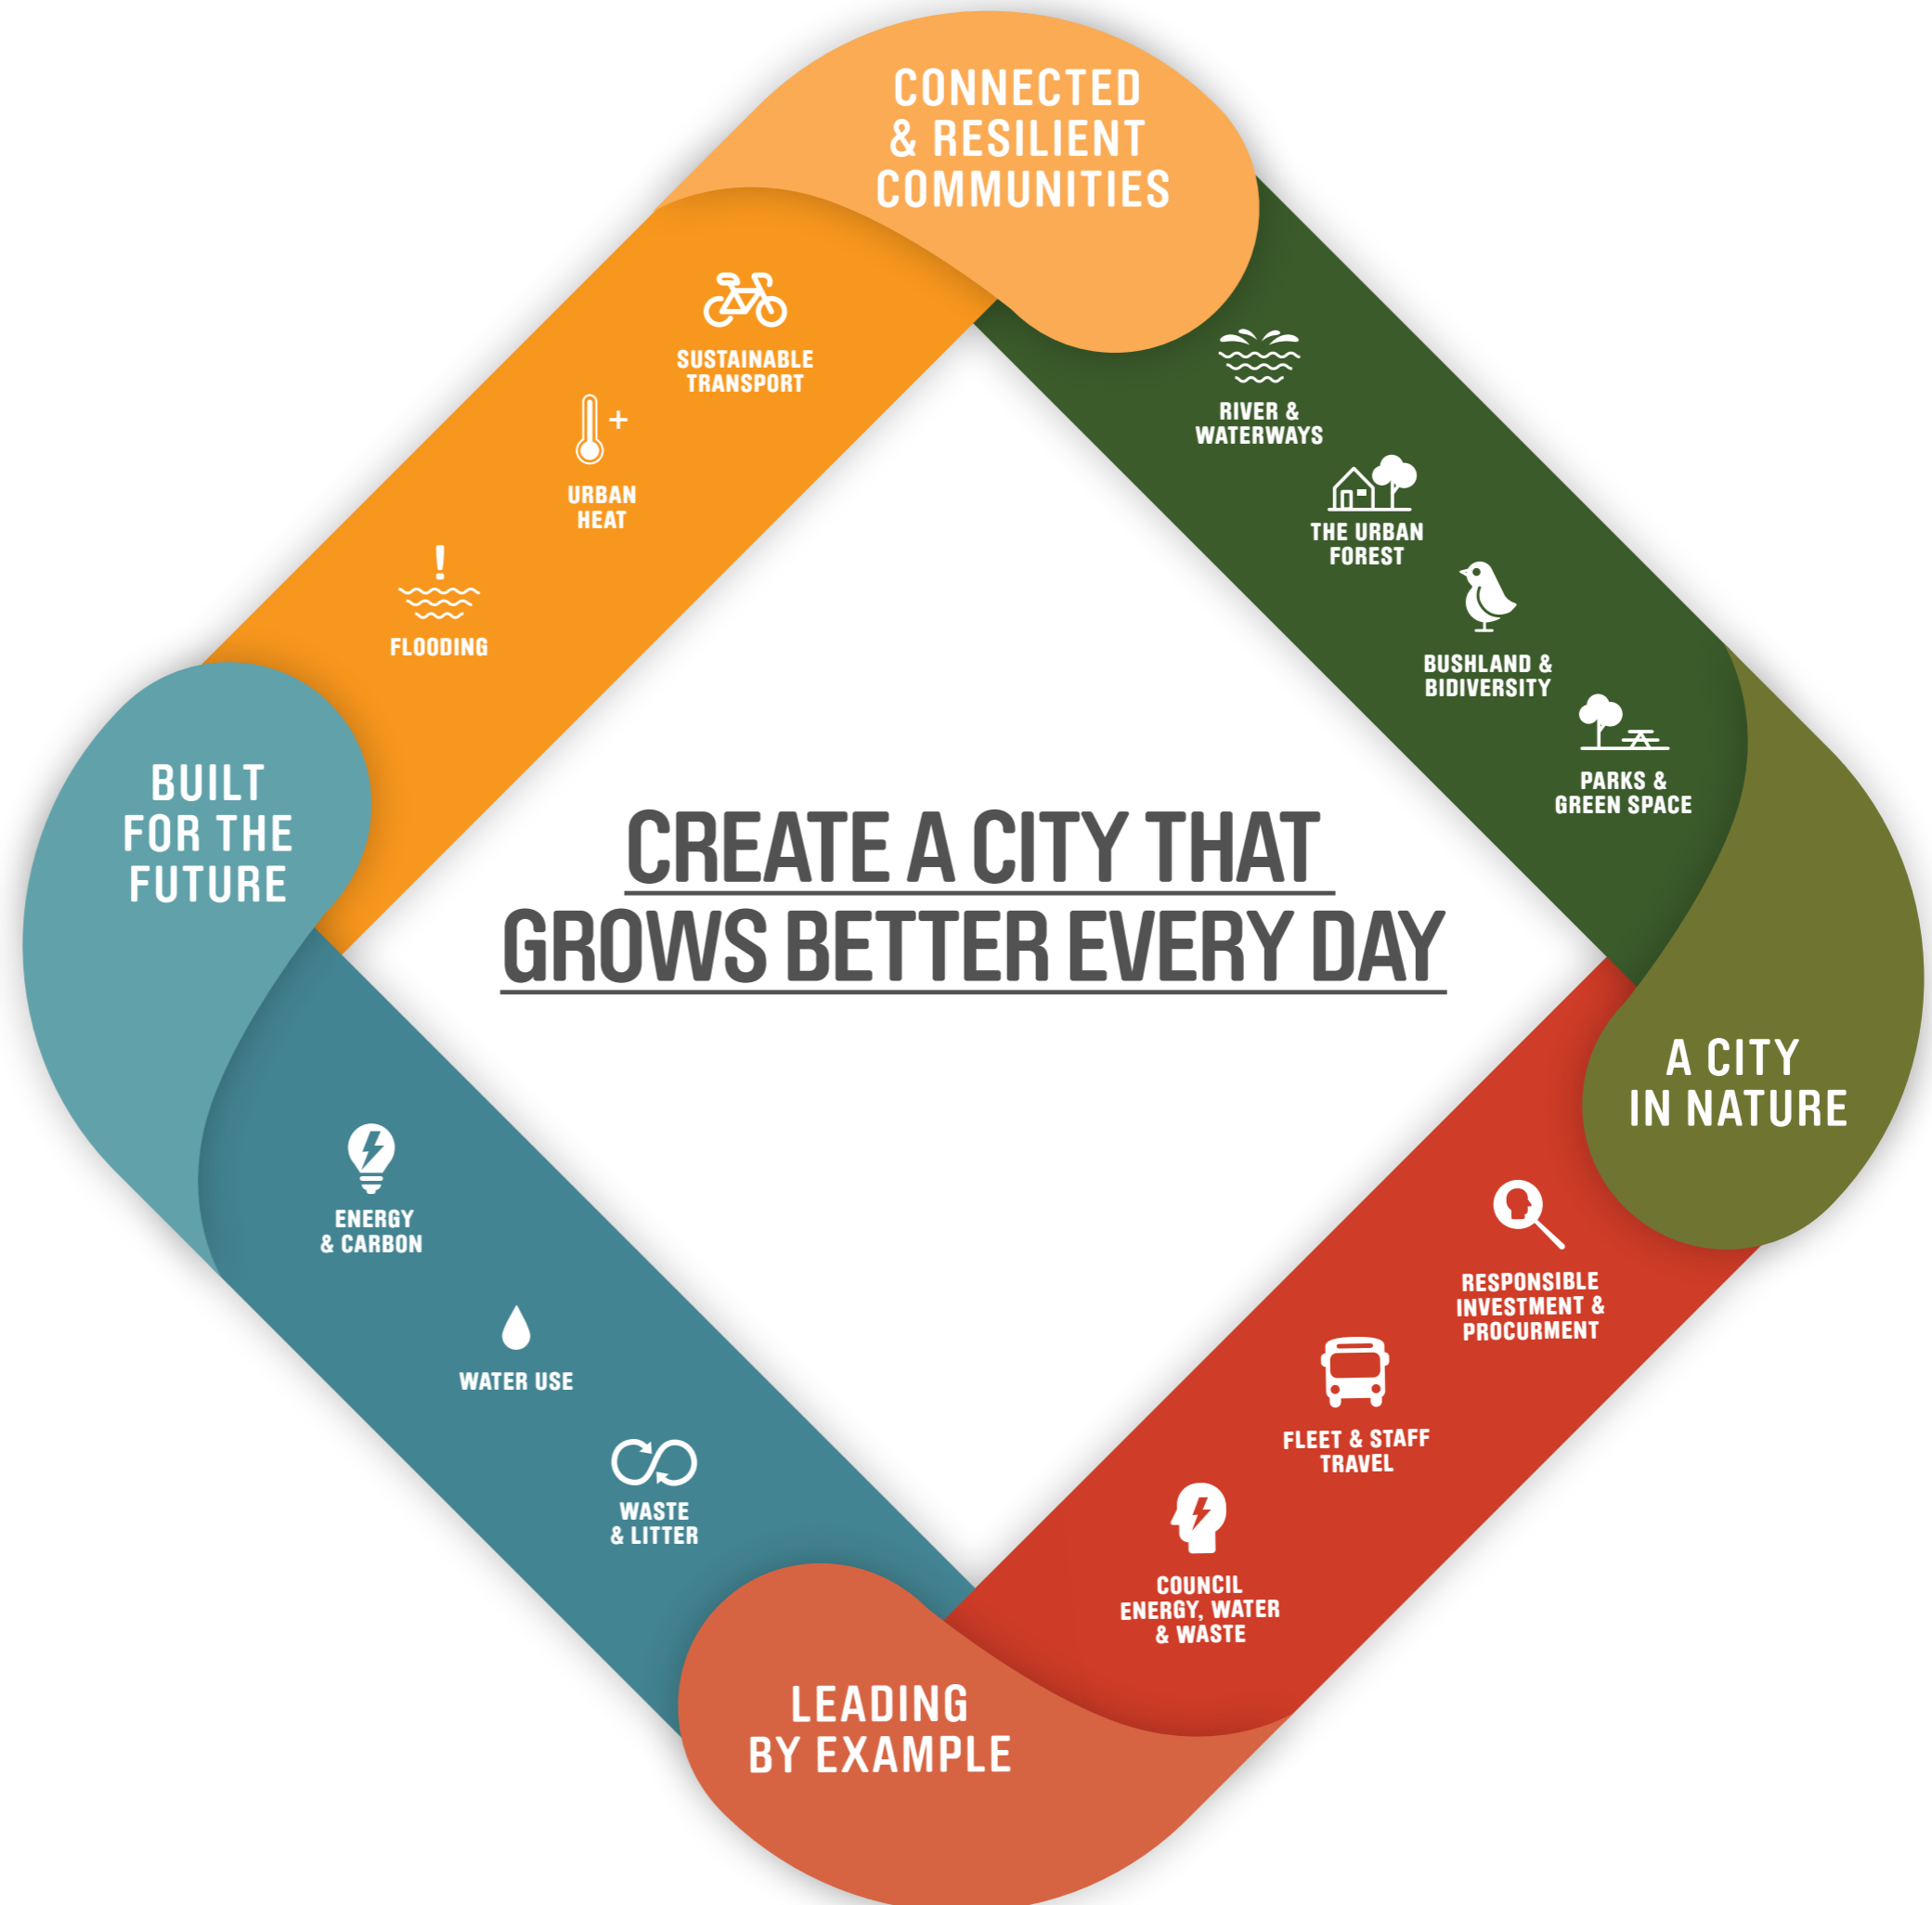 CONNECTED
& RESILIENT
COMMUNITIES
SUSTAINABLE
TRANSPORT
URBAN
HEAT
FLOODING
RIVER &
WATERWAYS
THE URBAN
FOREST
BUSHLAND &
BIDIVERSITY
PARKS &
GREEN SPACE
BUILT
FOR THE
FUTURE
CREATE A CITY THAT
GROWS BETTER EVERY DAY
A CITY
IN NATURE
ENERGY
& CARBON
WATER USE
WASTE
& LITTER
RESPONSIBLE
INVESTMENT &
PROCURMENT
FLEET & STAFF
TRAVEL
COUNCIL
ENERGY, WATER
& WASTE
LEADING
BY EXAMPLE